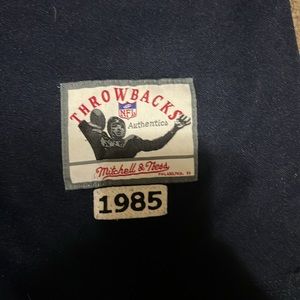 THROWBACKS
NFL
Authentics
Mitchell & Ness
PHILADELPHIA, PA
1985